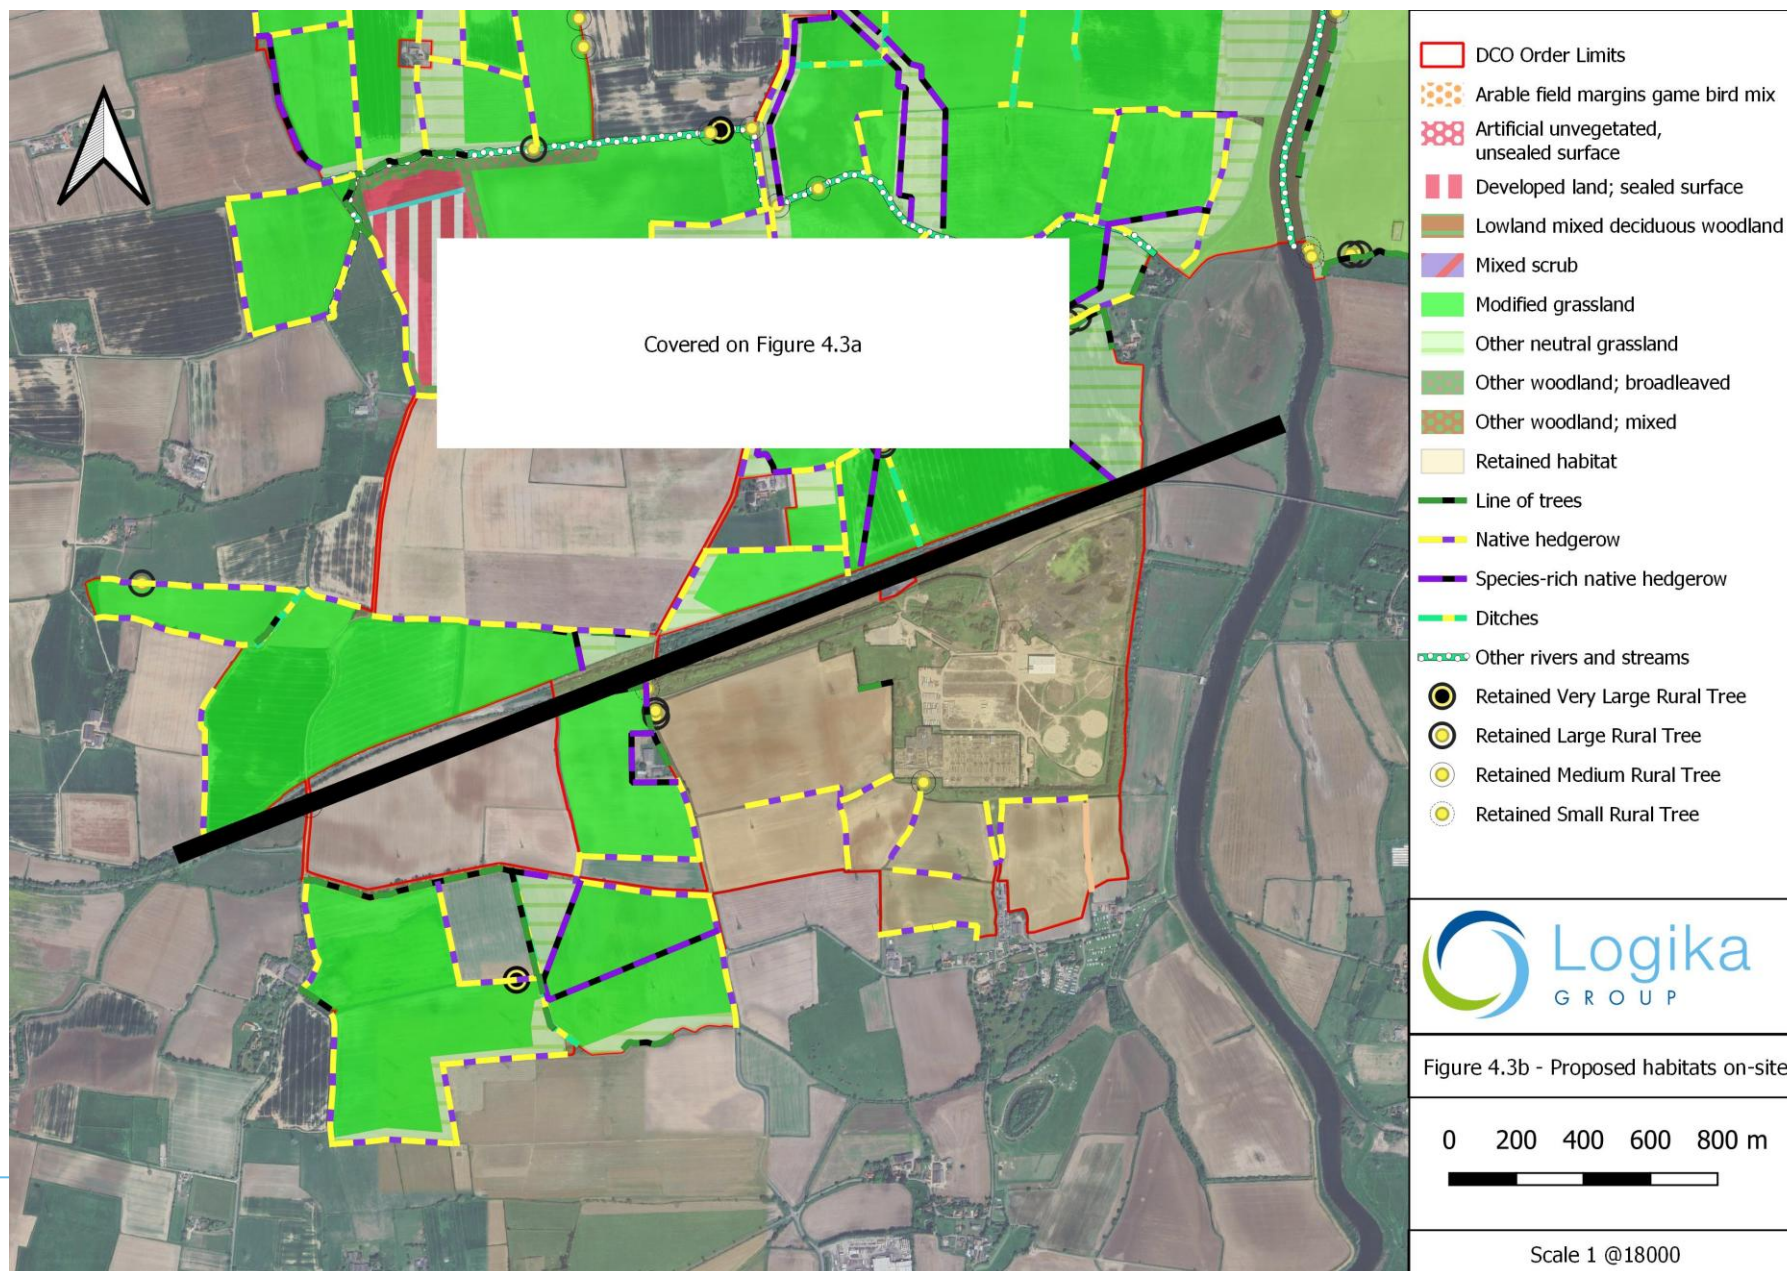 Covered on Figure 4.3a
DCO Order Limits
Arable field margins game bird mix
Artificial unvegetated,
unsealed surface
Developed land; sealed surface
Lowland mixed deciduous woodland
Mixed scrub
Modified grassland
Other neutral grassland
Other woodland; broadleaved
Other woodland; mixed
Retained habitat
Line of trees
Native hedgerow
Species-rich native hedgerow
Ditches
Other rivers and streams
Retained Very Large Rural Tree
Retained Large Rural Tree
Retained Medium Rural Tree
Retained Small Rural Tree
Logika
GROUP
Figure 4.3b - Proposed habitats on-site
0 200 400 600 800 m
Scale 1 @18000